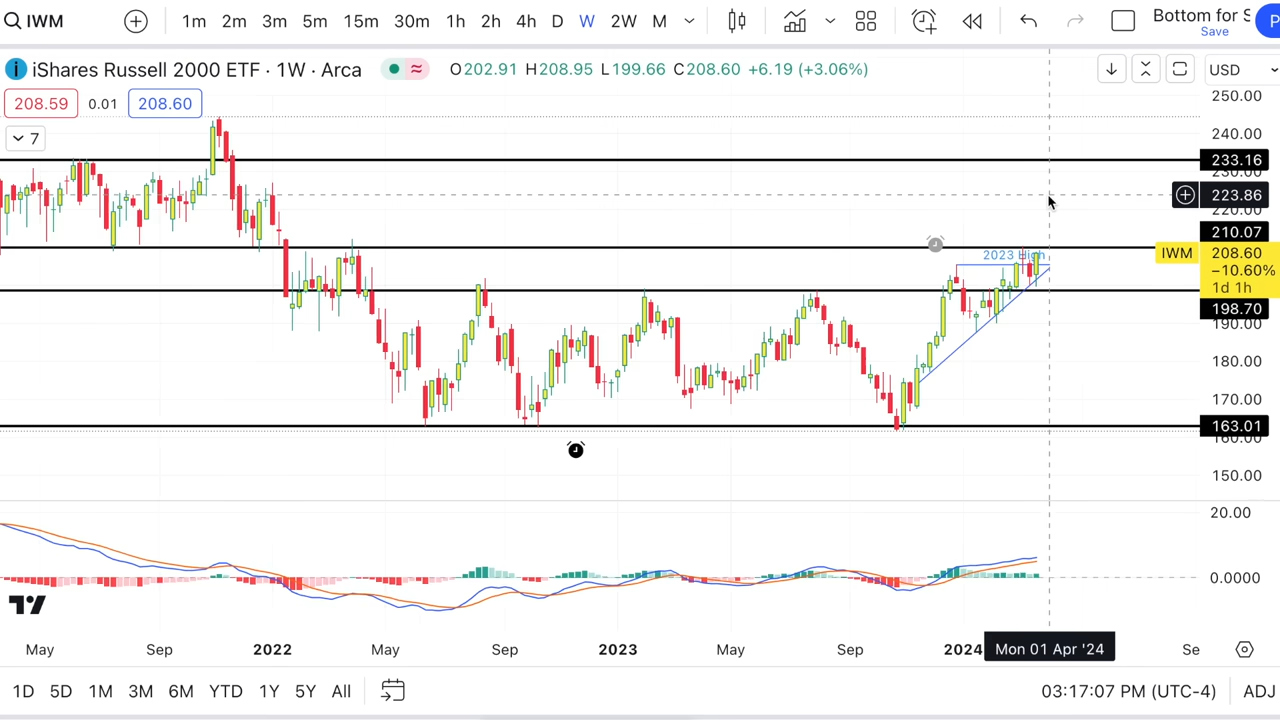 IWM 1m 2m 3m 5m 15m 30m 1h 2h 4h D W 2W M Bottom for S P
Save
iShares Russell 2000 ETF · 1W · Arca ≈ O202.91 H208.95 L199.66 C208.60 +6.19 (+3.06%) USD
208.59 0.01 208.60
7
250.00
240.00
233.16
230.00
223.86
220.00
210.07
IWM 208.60
−10.60%
1d 1h
2023 High
198.70
190.00
180.00
170.00
163.01
160.00
150.00
20.00
0.0000
May Sep 2022 May Sep 2023 May Sep 2024 Mon 01 Apr '24 Se
1D 5D 1M 3M 6M YTD 1Y 5Y All 03:17:07 PM (UTC-4) ADJ